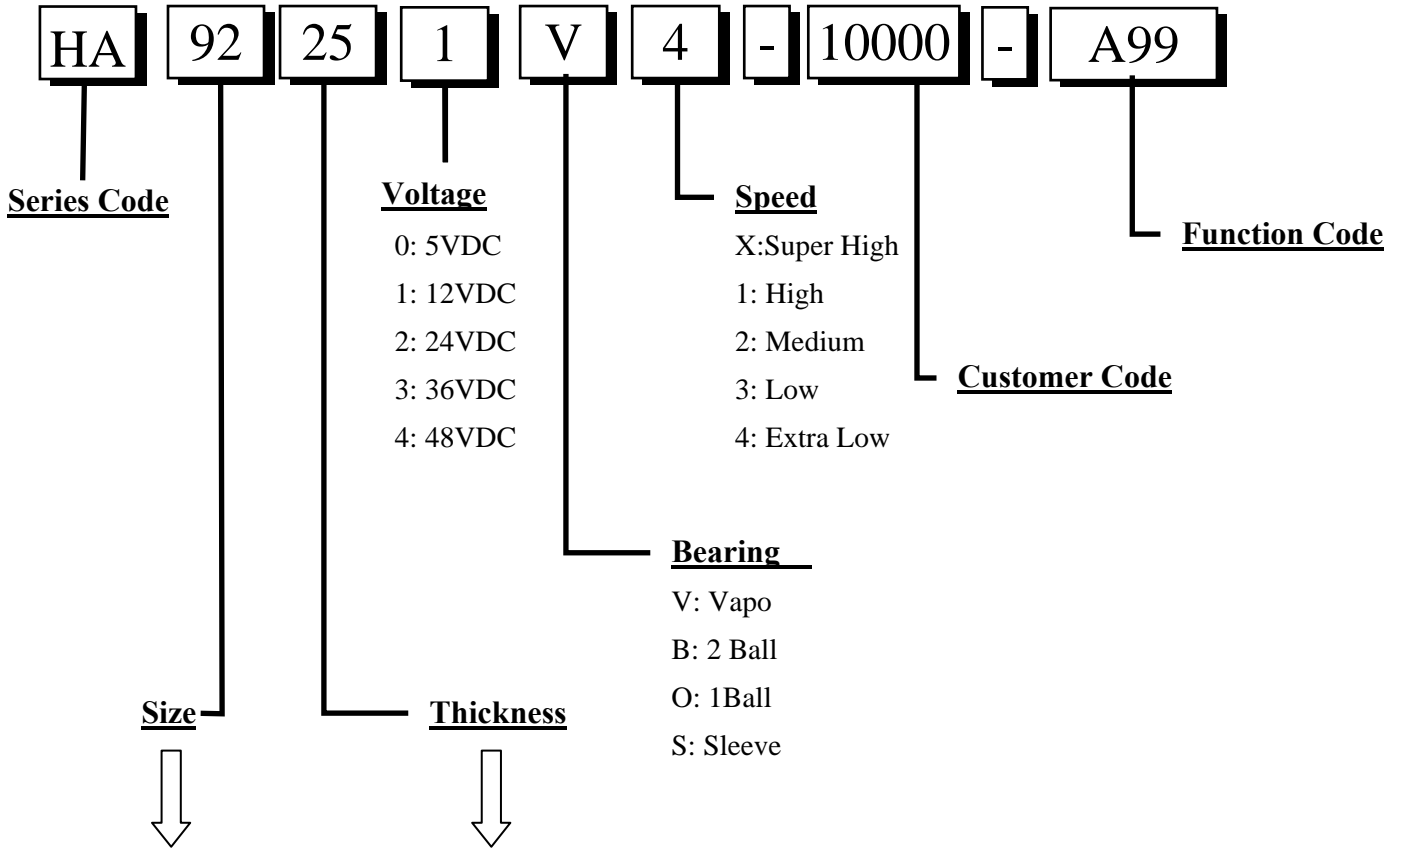 HA 92 25 1 V 4 - 10000 - A99
Series Code
Voltage
0: 5VDC
1: 12VDC
2: 24VDC
3: 36VDC
4: 48VDC
Speed
X:Super High
1: High
2: Medium
3: Low
4: Extra Low
Function Code
Customer Code
Bearing
V: Vapo
B: 2 Ball
O: 1Ball
S: Sleeve
Size
Thickness